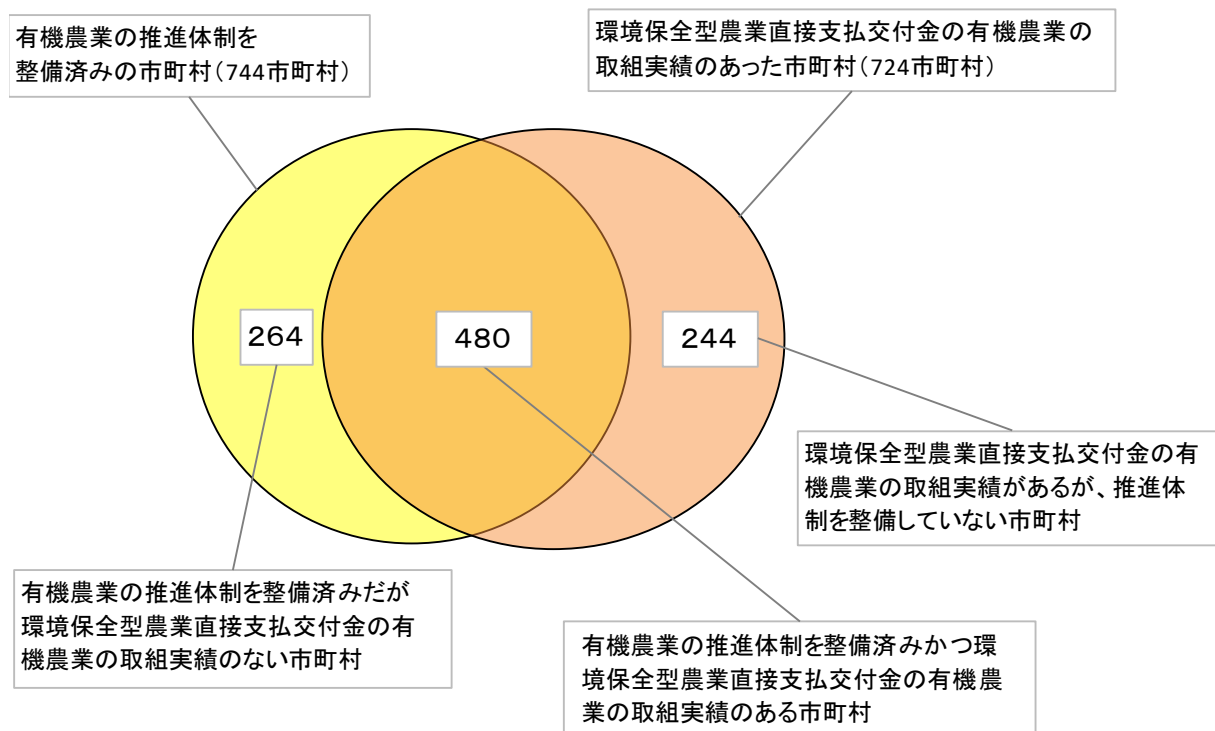 有機農業の推進体制を
整備済みの市町村（744市町村）
環境保全型農業直接支払交付金の有機農業の
取組実績のあった市町村（724市町村）
264
480
244
環境保全型農業直接支払交付金の有
機農業の取組実績があるが、推進体
制を整備していない市町村
有機農業の推進体制を整備済みだが
環境保全型農業直接支払交付金の有
機農業の取組実績のない市町村
有機農業の推進体制を整備済みかつ環
境保全型農業直接支払交付金の有機農
業の取組実績のある市町村